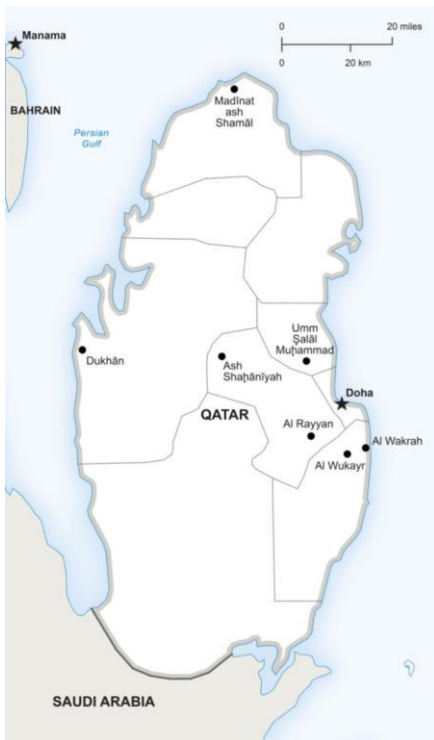 Manama
0 20 miles
0 20 km
BAHRAIN
Persian
Gulf
Madīnat
ash
Shamāl
Umm
Şalāl
Muḩammad
Dukhān
Ash
Shaḩānīyah
Doha
QATAR
Al Rayyan
Al Wakrah
Al Wukayr
SAUDI ARABIA